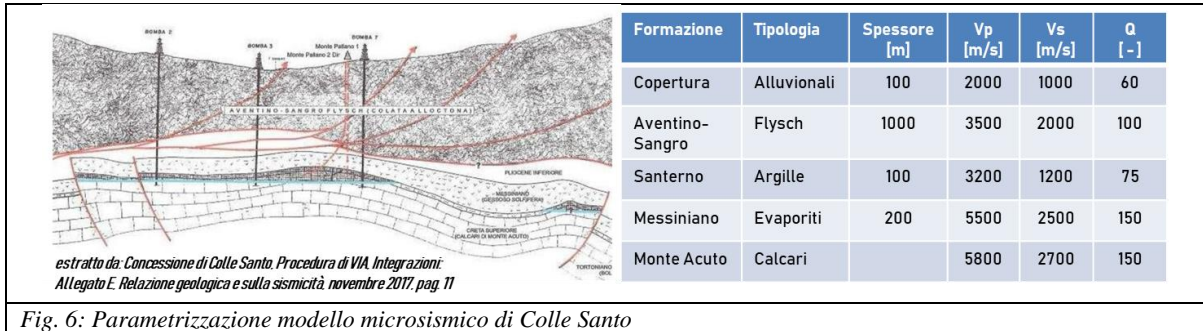 BOMBA 2
BOMBA 3
BOMBA 7
Monte Pallano 1
Monte Pallano 2 Dir
AVENTINO-SANGRO FLYSCH (COLATA ALLOCTONA)
?
PLIOCENE INFERIORE
MESSINIANO
(GESSOSO SOLFIFERA)
CRETA SUPERIORE
(CALCARI DI MONTE ACUTO)
TORTONIANO
(BOL
estratto da: Concessione di Colle Santo, Procedura di VIA, Integrazioni:
Allegato E, Relazione geologica e sulla sismicità, novembre 2017, pag. 11
Formazione Tipologia Spessore [m] Vp [m/s] Vs [m/s] Q [-]
Copertura Alluvionali 100 2000 1000 60
Aventino-Sangro Flysch 1000 3500 2000 100
Santerno Argille 100 3200 1200 75
Messiniano Evaporiti 200 5500 2500 150
Monte Acuto Calcari 5800 2700 150
Fig. 6: Parametrizzazione modello microsismico di Colle Santo